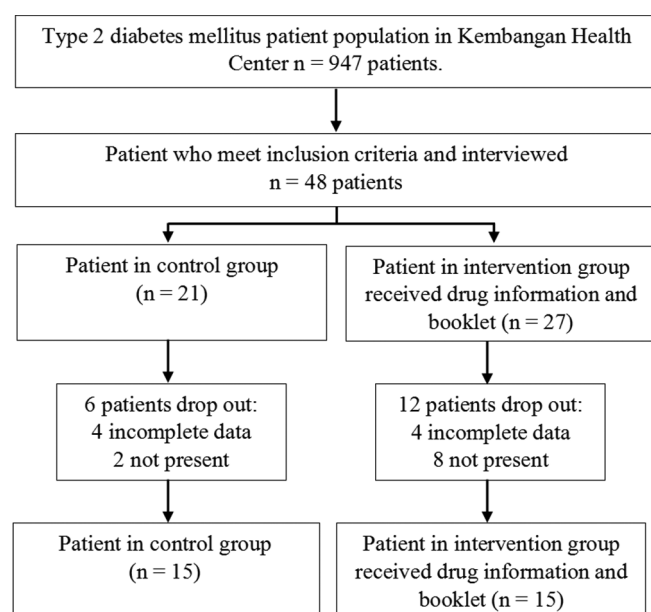 Type 2 diabetes mellitus patient population in Kembangan Health
Center n = 947 patients.
Patient who meet inclusion criteria and interviewed
n = 48 patients
Patient in control group
(n = 21)
Patient in intervention group
received drug information and
booklet (n = 27)
6 patients drop out:
4 incomplete data
2 not present
12 patients drop out:
4 incomplete data
8 not present
Patient in control group
(n = 15)
Patient in intervention group
received drug information and
booklet (n = 15)